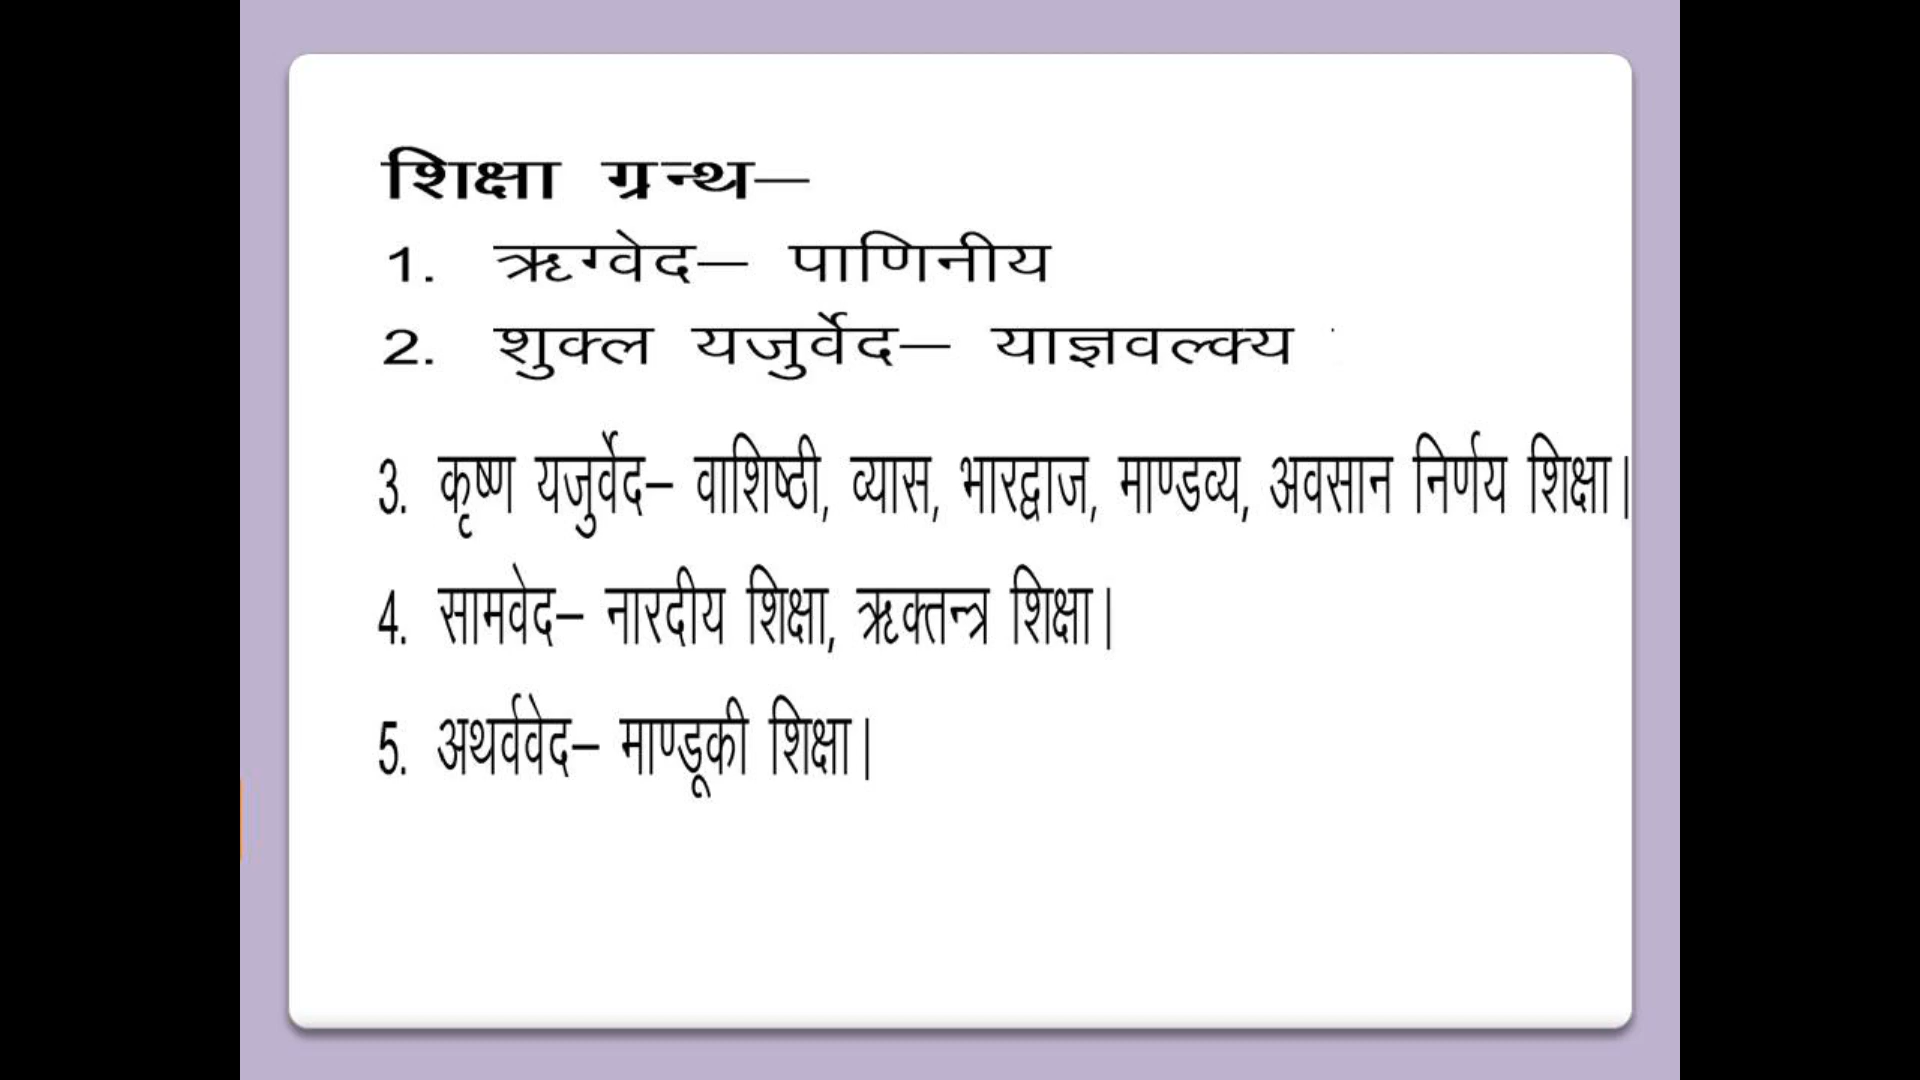 शिक्षा ग्रन्थ–
1. ऋग्वेद– पाणिनीय
2. शुक्ल यजुर्वेद– याज्ञवल्क्य
3. कृष्ण यजुर्वेद– वाशिष्ठी, व्यास, भारद्वाज, माण्डव्य, अवसान निर्णय शिक्षा।
4. सामवेद– नारदीय शिक्षा, ऋक्तन्त्र शिक्षा।
5. अथर्ववेद– माण्डूकी शिक्षा।